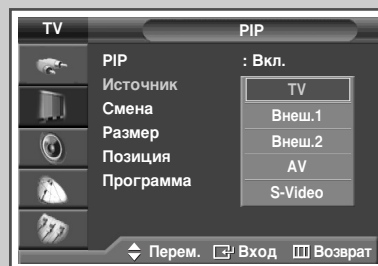 TV PIP
PIP : Вкл.
Источник TV
Смена Внеш.1
Размер Внеш.2
Позиция AV
Программа S-Video
Перем. Вход Возврат